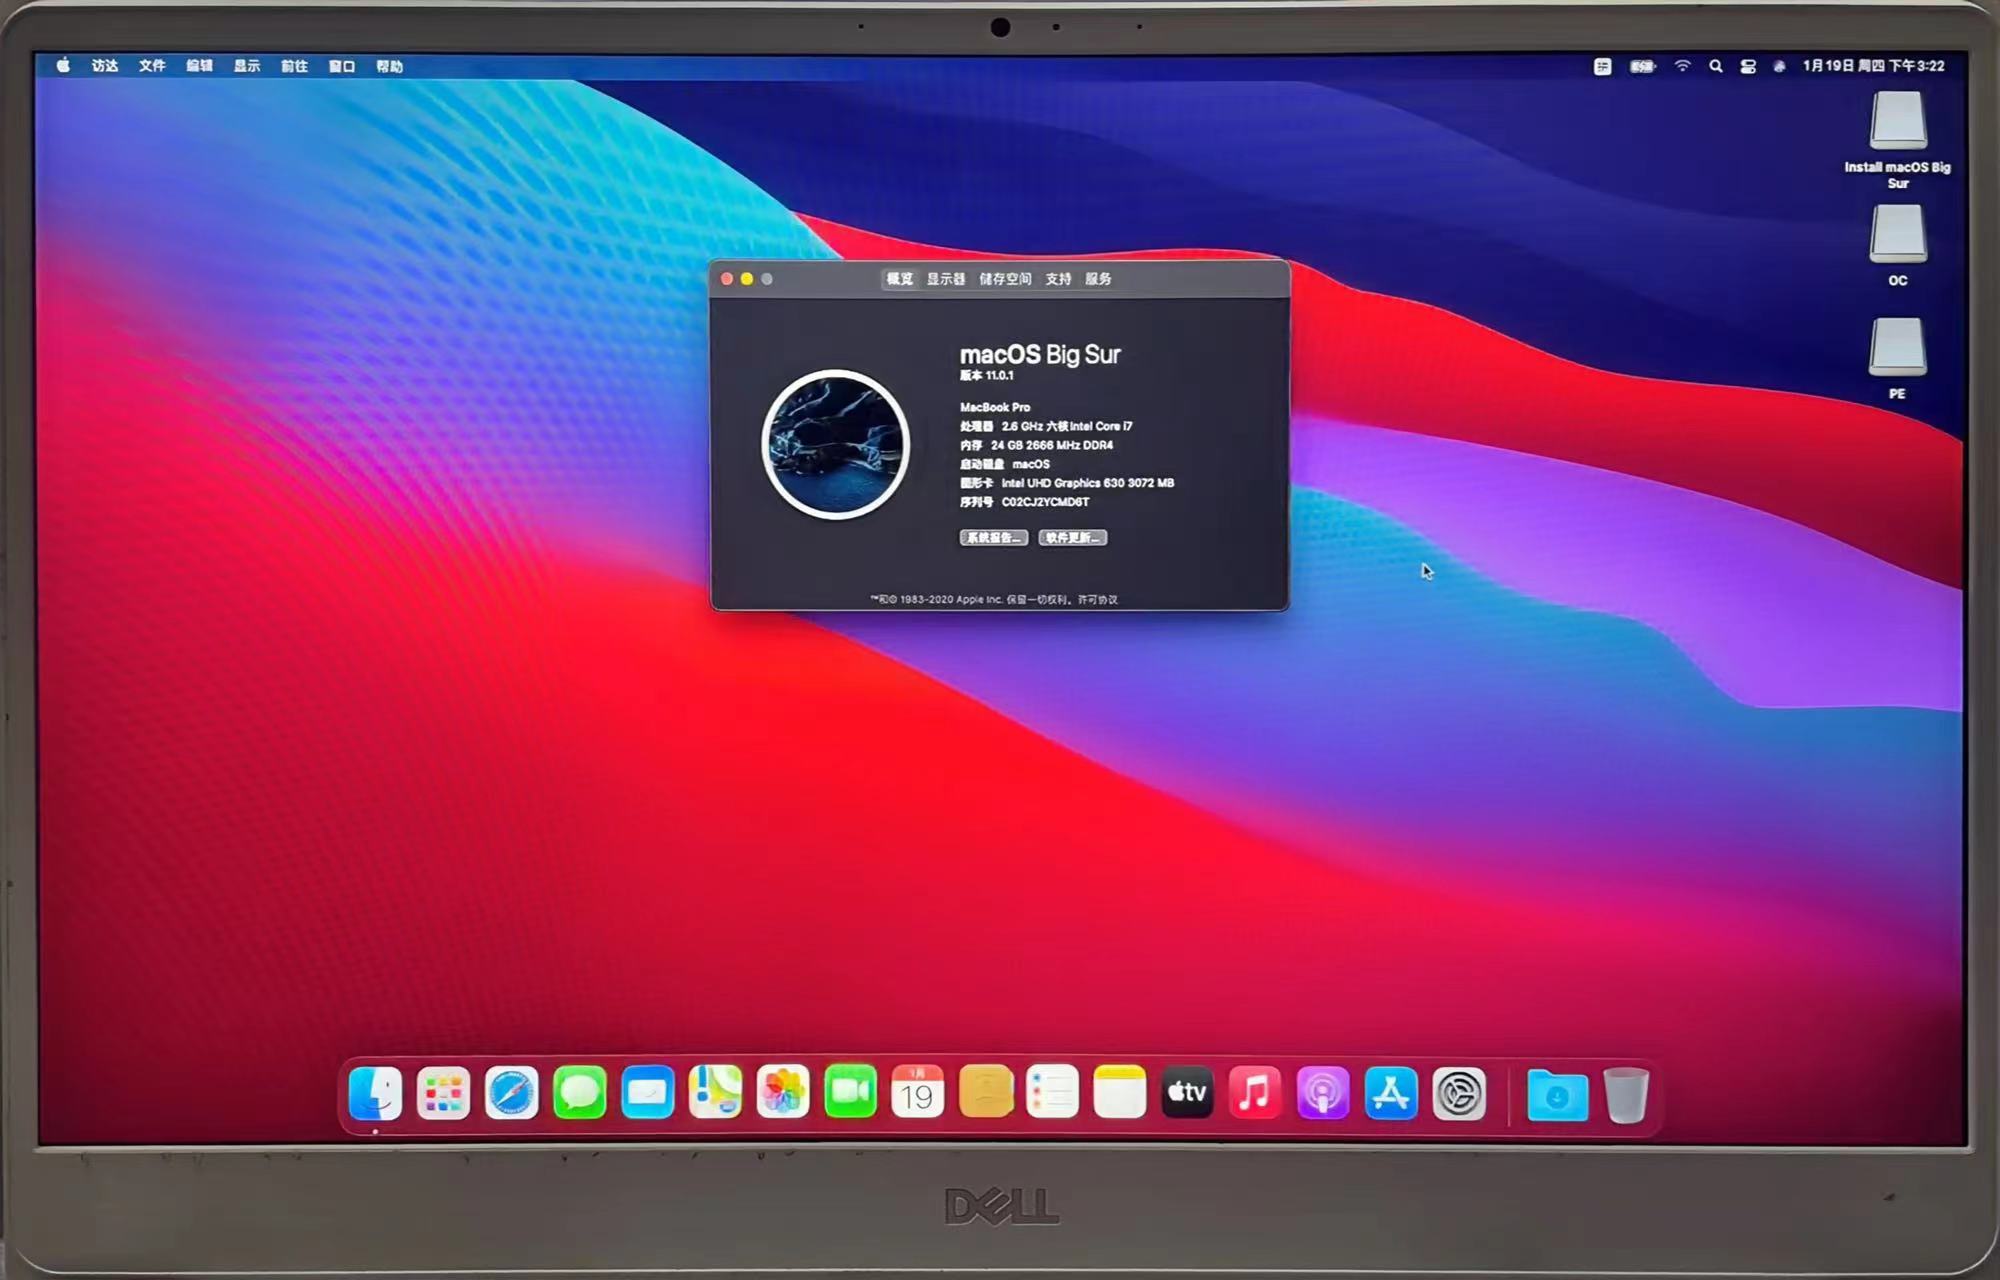 访达 文件 编辑 显示 前往 窗口 帮助
拼 1月19日 周四 下午3:22
Install macOS Big
Sur
OC
PE
概览 显示器 储存空间 支持 服务
macOS Big Sur
版本 11.0.1
MacBook Pro
处理器 2.6 GHz 六核Intel Core i7
内存 24 GB 2666 MHz DDR4
启动磁盘 macOS
图形卡 Intel UHD Graphics 630 3072 MB
序列号 C02CJ2YCMD6T
系统报告... 软件更新...
™和© 1983-2020 Apple Inc. 保留一切权利。许可协议
1月
19
tv
DELL